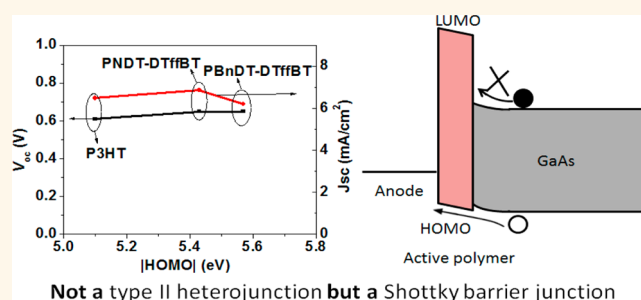 LUMO
1.0
0.8
0.6
0.4
0.2
0.0
Voc (V)
PNDT-DTffBT
PBnDT-DTffBT
P3HT
8
6
4
2
0
Jsc (mA/cm²)
5.0 5.2 5.4 5.6 5.8
|HOMO| (eV)
GaAs
Anode
HOMO
Active polymer
Not a type II heterojunction but a Shottky barrier junction